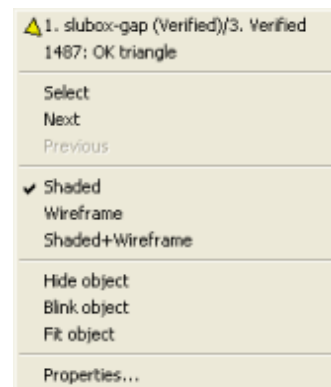 1. slubox-gap (Verified)/3. Verified
1487: OK triangle
Select
Next
Previous
Shaded
Wireframe
Shaded+Wireframe
Hide object
Blink object
Fit object
Properties...